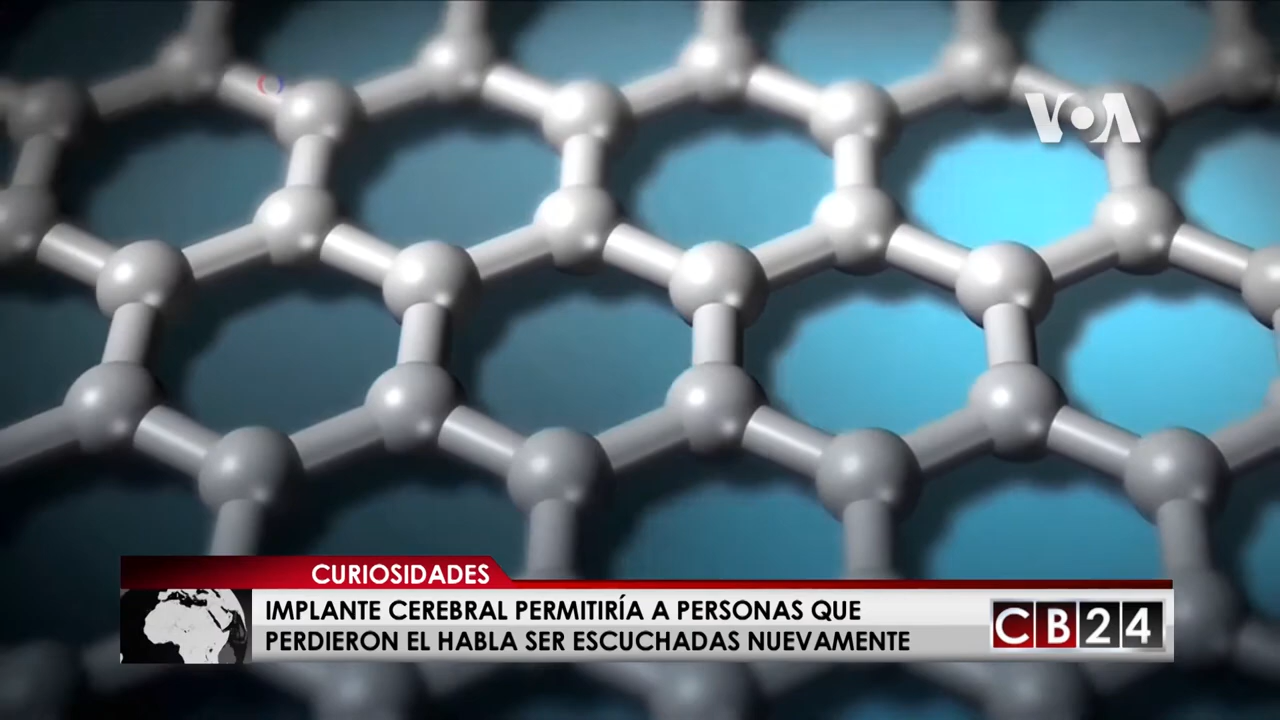 VOA
CURIOSIDADES
IMPLANTE CEREBRAL PERMITIRÍA A PERSONAS QUE
PERDIERON EL HABLA SER ESCUCHADAS NUEVAMENTE
CB24